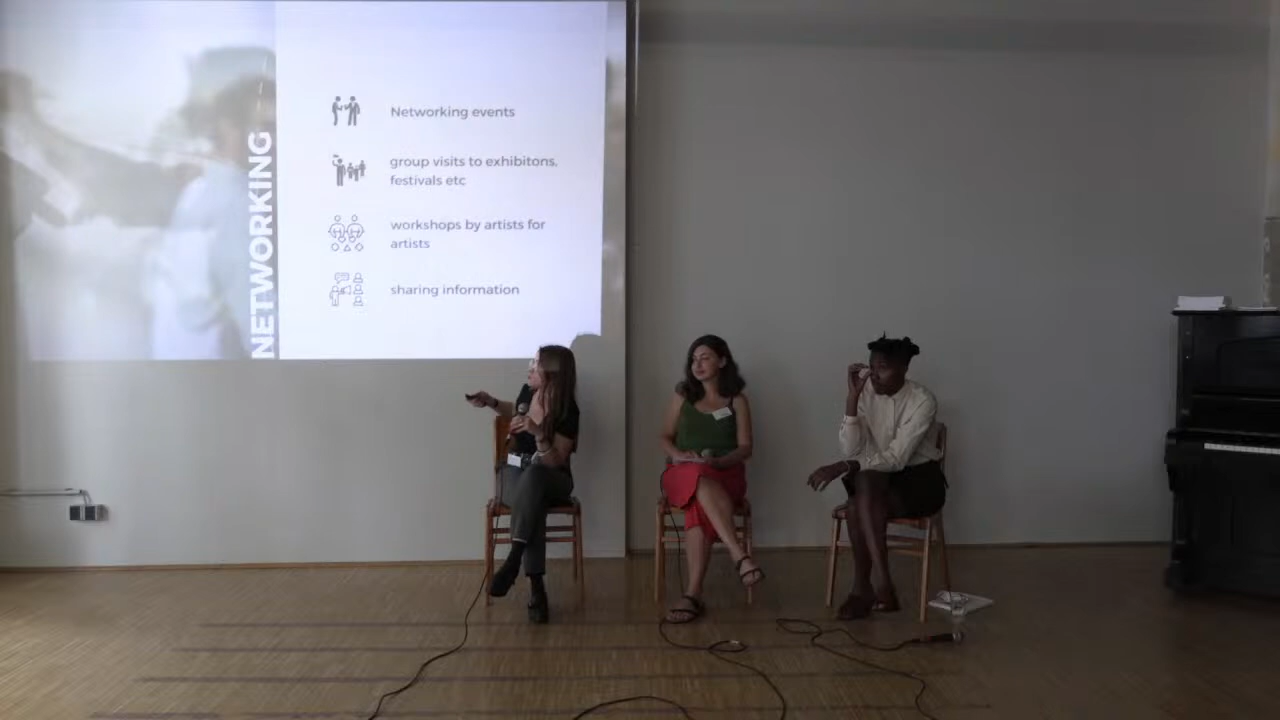 NETWORKING
Networking events
group visits to exhibitons,
festivals etc
workshops by artists for
artists
sharing information